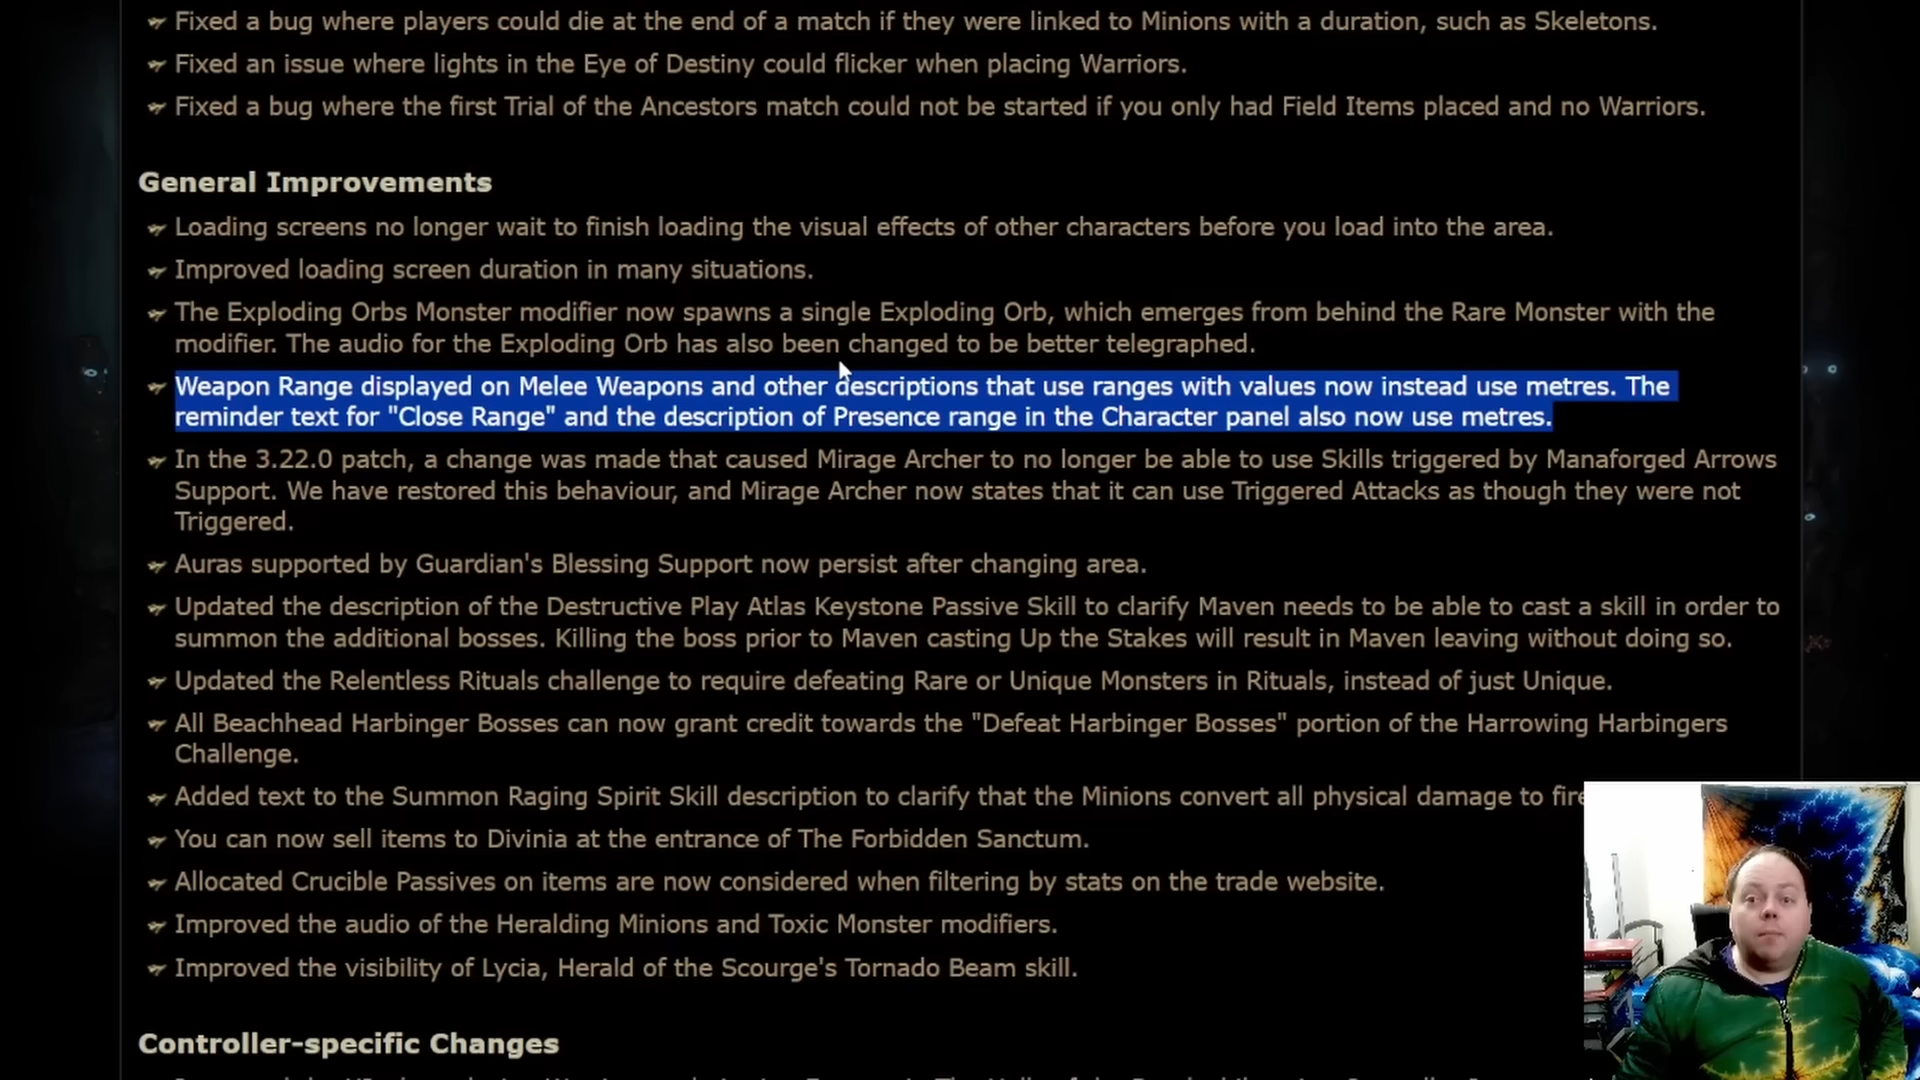 Fixed a bug where players could die at the end of a match if they were linked to Minions with a duration, such as Skeletons.
Fixed an issue where lights in the Eye of Destiny could flicker when placing Warriors.
Fixed a bug where the first Trial of the Ancestors match could not be started if you only had Field Items placed and no Warriors.
General Improvements
Loading screens no longer wait to finish loading the visual effects of other characters before you load into the area.
Improved loading screen duration in many situations.
The Exploding Orbs Monster modifier now spawns a single Exploding Orb, which emerges from behind the Rare Monster with the
modifier. The audio for the Exploding Orb has also been changed to be better telegraphed.
Weapon Range displayed on Melee Weapons and other descriptions that use ranges with values now instead use metres. The
reminder text for "Close Range" and the description of Presence range in the Character panel also now use metres.
In the 3.22.0 patch, a change was made that caused Mirage Archer to no longer be able to use Skills triggered by Manaforged Arrows
Support. We have restored this behaviour, and Mirage Archer now states that it can use Triggered Attacks as though they were not
Triggered.
Auras supported by Guardian's Blessing Support now persist after changing area.
Updated the description of the Destructive Play Atlas Keystone Passive Skill to clarify Maven needs to be able to cast a skill in order to
summon the additional bosses. Killing the boss prior to Maven casting Up the Stakes will result in Maven leaving without doing so.
Updated the Relentless Rituals challenge to require defeating Rare or Unique Monsters in Rituals, instead of just Unique.
All Beachhead Harbinger Bosses can now grant credit towards the "Defeat Harbinger Bosses" portion of the Harrowing Harbingers
Challenge.
Added text to the Summon Raging Spirit Skill description to clarify that the Minions convert all physical damage to fire
You can now sell items to Divinia at the entrance of The Forbidden Sanctum.
Allocated Crucible Passives on items are now considered when filtering by stats on the trade website.
Improved the audio of the Heralding Minions and Toxic Monster modifiers.
Improved the visibility of Lycia, Herald of the Scourge's Tornado Beam skill.
Controller-specific Changes